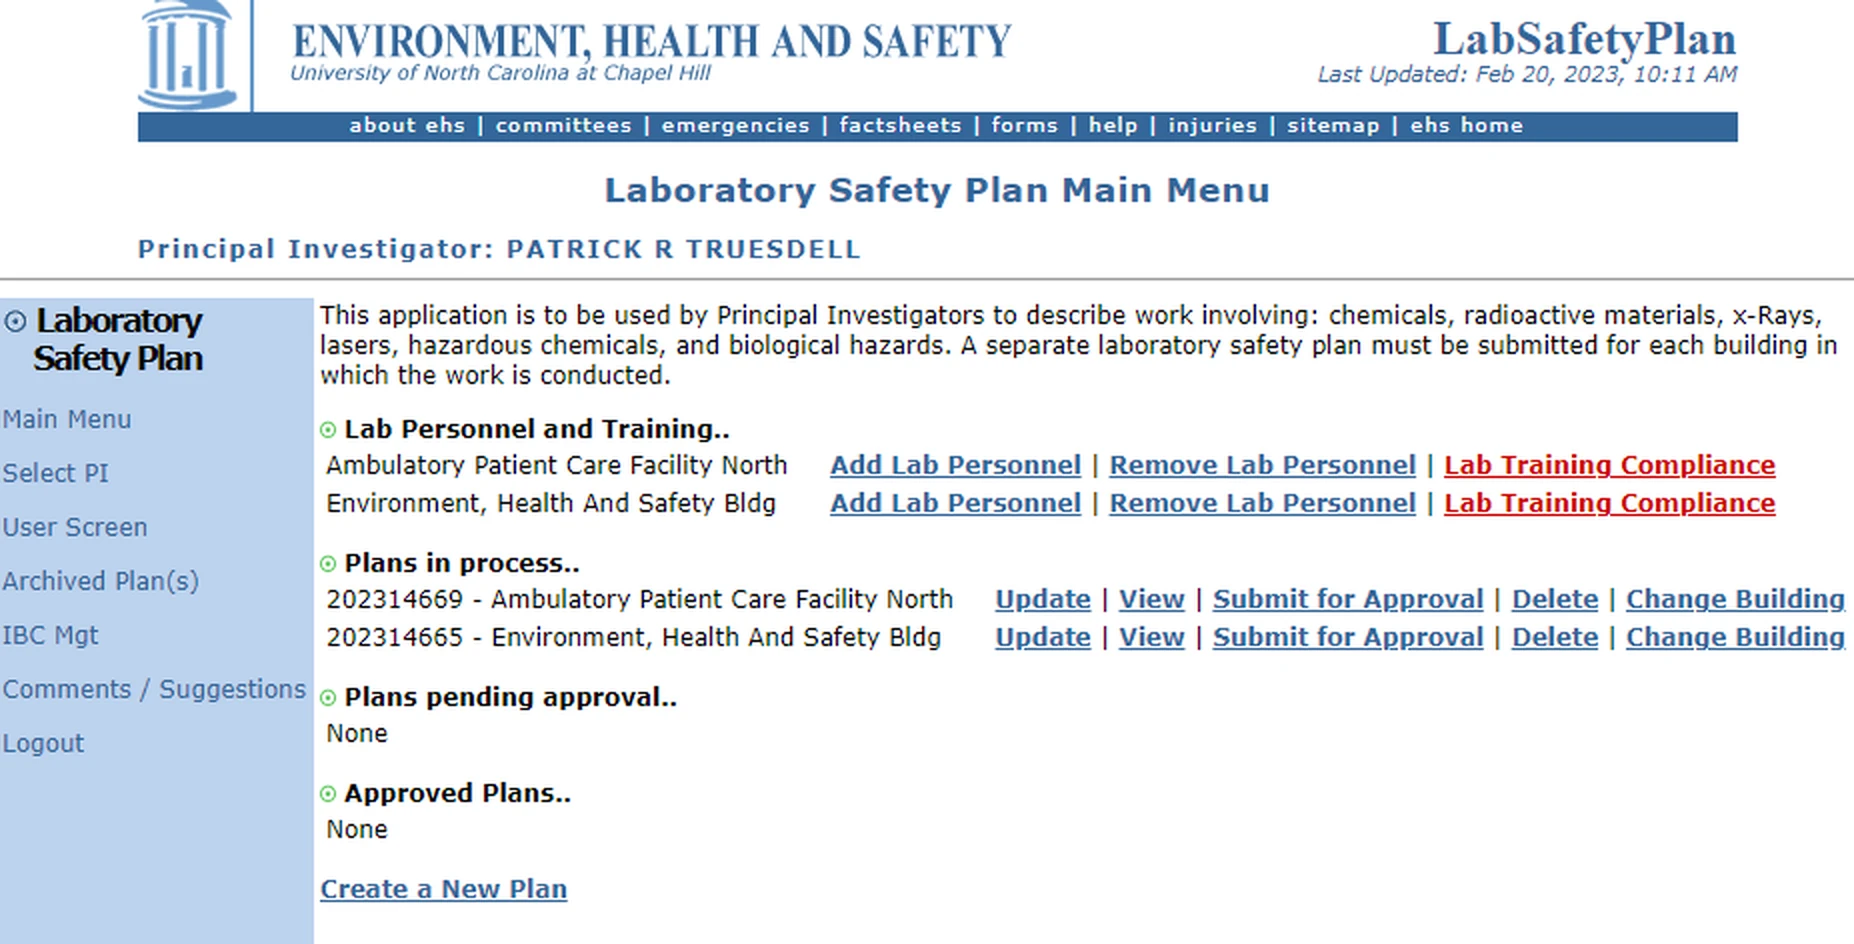 ENVIRONMENT, HEALTH AND SAFETY
University of North Carolina at Chapel Hill
LabSafetyPlan
Last Updated: Feb 20, 2023, 10:11 AM
about ehs | committees | emergencies | factsheets | forms | help | injuries | sitemap | ehs home
Laboratory Safety Plan Main Menu
Principal Investigator: PATRICK R TRUESDELL
Laboratory
Safety Plan
Main Menu
Select PI
User Screen
Archived Plan(s)
IBC Mgt
Comments / Suggestions
Logout
This application is to be used by Principal Investigators to describe work involving: chemicals, radioactive materials, x-Rays,
lasers, hazardous chemicals, and biological hazards. A separate laboratory safety plan must be submitted for each building in
which the work is conducted.
Lab Personnel and Training..
Ambulatory Patient Care Facility North Add Lab Personnel | Remove Lab Personnel | Lab Training Compliance
Environment, Health And Safety Bldg Add Lab Personnel | Remove Lab Personnel | Lab Training Compliance
Plans in process..
202314669 - Ambulatory Patient Care Facility North Update | View | Submit for Approval | Delete | Change Building
202314665 - Environment, Health And Safety Bldg Update | View | Submit for Approval | Delete | Change Building
Plans pending approval..
None
Approved Plans..
None
Create a New Plan